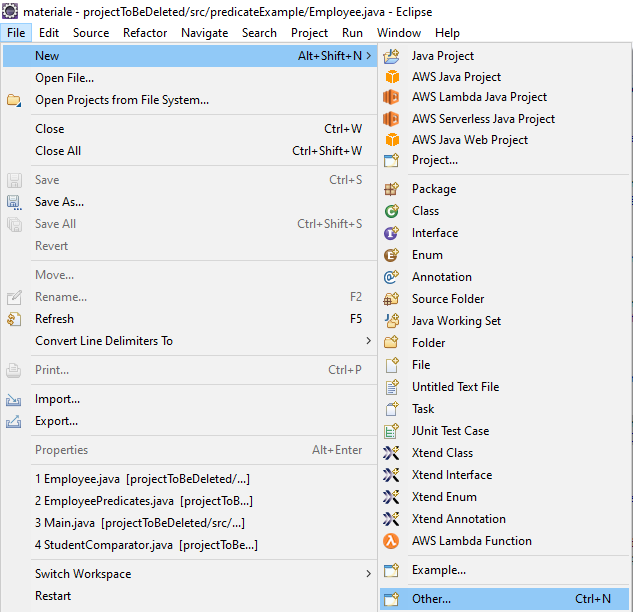 materiale - projectToBeDeleted/src/predicateExample/Employee.java - Eclipse
File Edit Source Refactor Navigate Search Project Run Window Help
New Alt+Shift+N
Open File...
Open Projects from File System...
Close Ctrl+W
Close All Ctrl+Shift+W
Save Ctrl+S
Save As...
Save All Ctrl+Shift+S
Revert
Move...
Rename... F2
Refresh F5
Convert Line Delimiters To
Print... Ctrl+P
Import...
Export...
Properties Alt+Enter
1 Employee.java [projectToBeDeleted/...]
2 EmployeePredicates.java [projectToB...]
3 Main.java [projectToBeDeleted/src/...]
4 StudentComparator.java [projectToBe...]
Switch Workspace
Restart
Java Project
AWS Java Project
AWS Lambda Java Project
AWS Serverless Java Project
AWS Java Web Project
Project...
Package
Class
Interface
Enum
Annotation
Source Folder
Java Working Set
Folder
File
Untitled Text File
Task
JUnit Test Case
Xtend Class
Xtend Interface
Xtend Enum
Xtend Annotation
AWS Lambda Function
Example...
Other... Ctrl+N